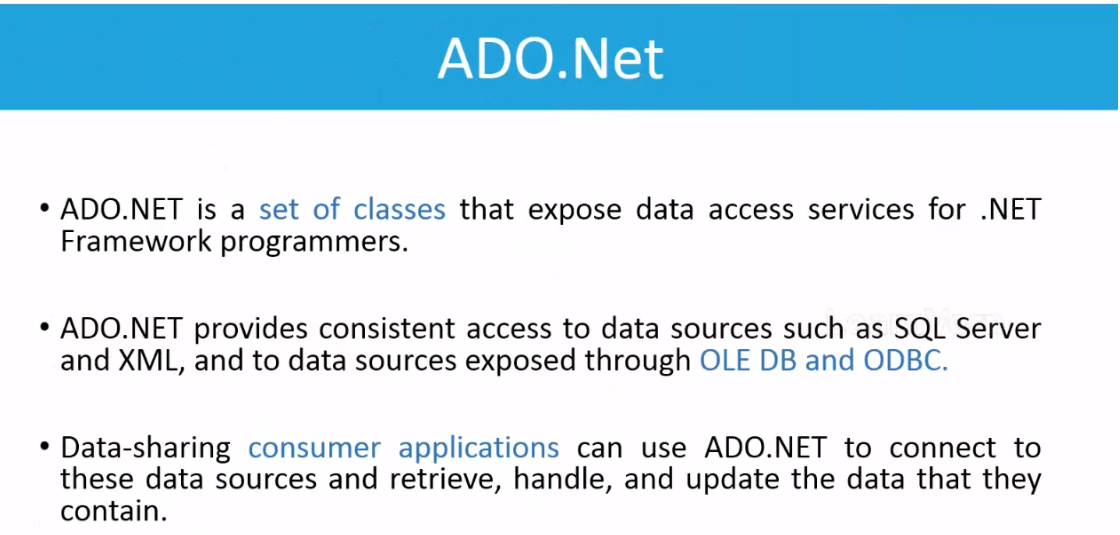 ADO.Net
• ADO.NET is a set of classes that expose data access services for .NET
Framework programmers.
• ADO.NET provides consistent access to data sources such as SQL Server
and XML, and to data sources exposed through OLE DB and ODBC.
• Data-sharing consumer applications can use ADO.NET to connect to
these data sources and retrieve, handle, and update the data that they
contain.